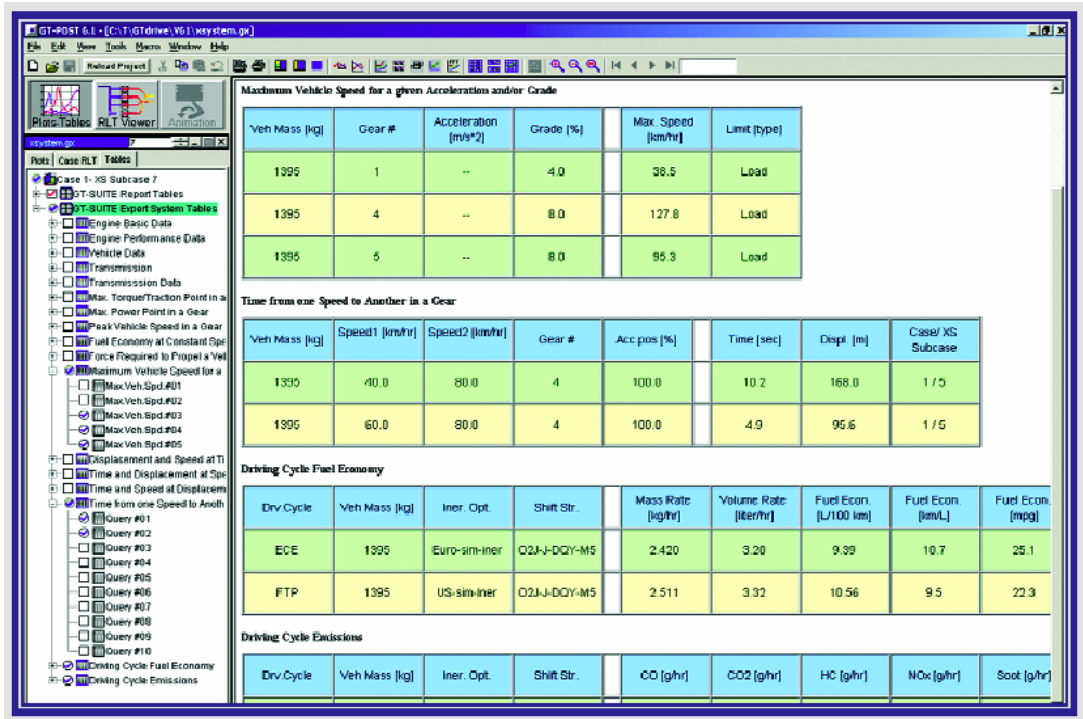 GT-POST 6.1 - [C:\T\GTdrive\V61\xsystem.gx]
File Edit View Tools Macro Window Help
Reload Project
Plots-Tables RLT Viewer Animation
xsystem.gx 7
Plots Case RLT Tables
Case 1- XS Subcase 7
GT-SUITE Report Tables
GT-SUITE Expert System Tables
Engine Basic Data
Engine Performance Data
Vehicle Data
Transmission
Transmisssion Data
Max. Torque/Traction Point in a
Max. Power Point in a Gear
Peak Vehicle Speed in a Gear
Fuel Economy at Constant Spe
Force Required to Propel a Vel
Maximum Vehicle Speed for a
Max.Veh.Spd.#01
Max.Veh.Spd.#02
Max.Veh.Spd.#03
Max.Veh.Spd.#04
Max.Veh.Spd.#05
Displacement and Speed at Ti
Time and Displacement at Spe
Time and Speed at Displacem
Time from one Speed to Anoth
Query #01
Query #02
Query #03
Query #04
Query #05
Query #06
Query #07
Query #08
Query #09
Query #10
Driving Cycle Fuel Economy
Driving Cycle Emissions
Maximum Vehicle Speed for a given Acceleration and/or Grade
Veh Mass [kg] Gear # Acceleration [m/s^2] Grade [%] Max. Speed [km/hr] Limit [type]
1395 1 -- 4.0 38.5 Load
1395 4 -- 8.0 127.8 Load
1395 5 -- 8.0 95.3 Load
Time from one Speed to Another in a Gear
Veh Mass [kg] Speed1 [km/hr] Speed2 [km/hr] Gear # Acc pos [%] Time [sec] Displ. [m] Case/ XS Subcase
1395 40.0 80.0 4 100.0 10.2 168.0 1 / 5
1395 60.0 80.0 4 100.0 4.9 95.6 1 / 5
Driving Cycle Fuel Economy
Drv.Cycle Veh Mass [kg] Iner. Opt. Shift Str. Mass Rate [kg/hr] Volume Rate [liter/hr] Fuel Econ. [L/100 km] Fuel Econ. [km/L] Fuel Econ. [mpg]
ECE 1395 Euro-sim-iner O2J-J-DQY-M5 2.420 3.20 9.39 10.7 25.1
FTP 1395 US-sim-iner O2J-J-DQY-M5 2.511 3.32 10.56 9.5 22.3
Driving Cycle Emissions
Drv.Cycle Veh Mass [kg] Iner. Opt. Shift Str. CO [g/hr] CO2 [g/hr] HC [g/hr] NOx [g/hr] Soot [g/hr]